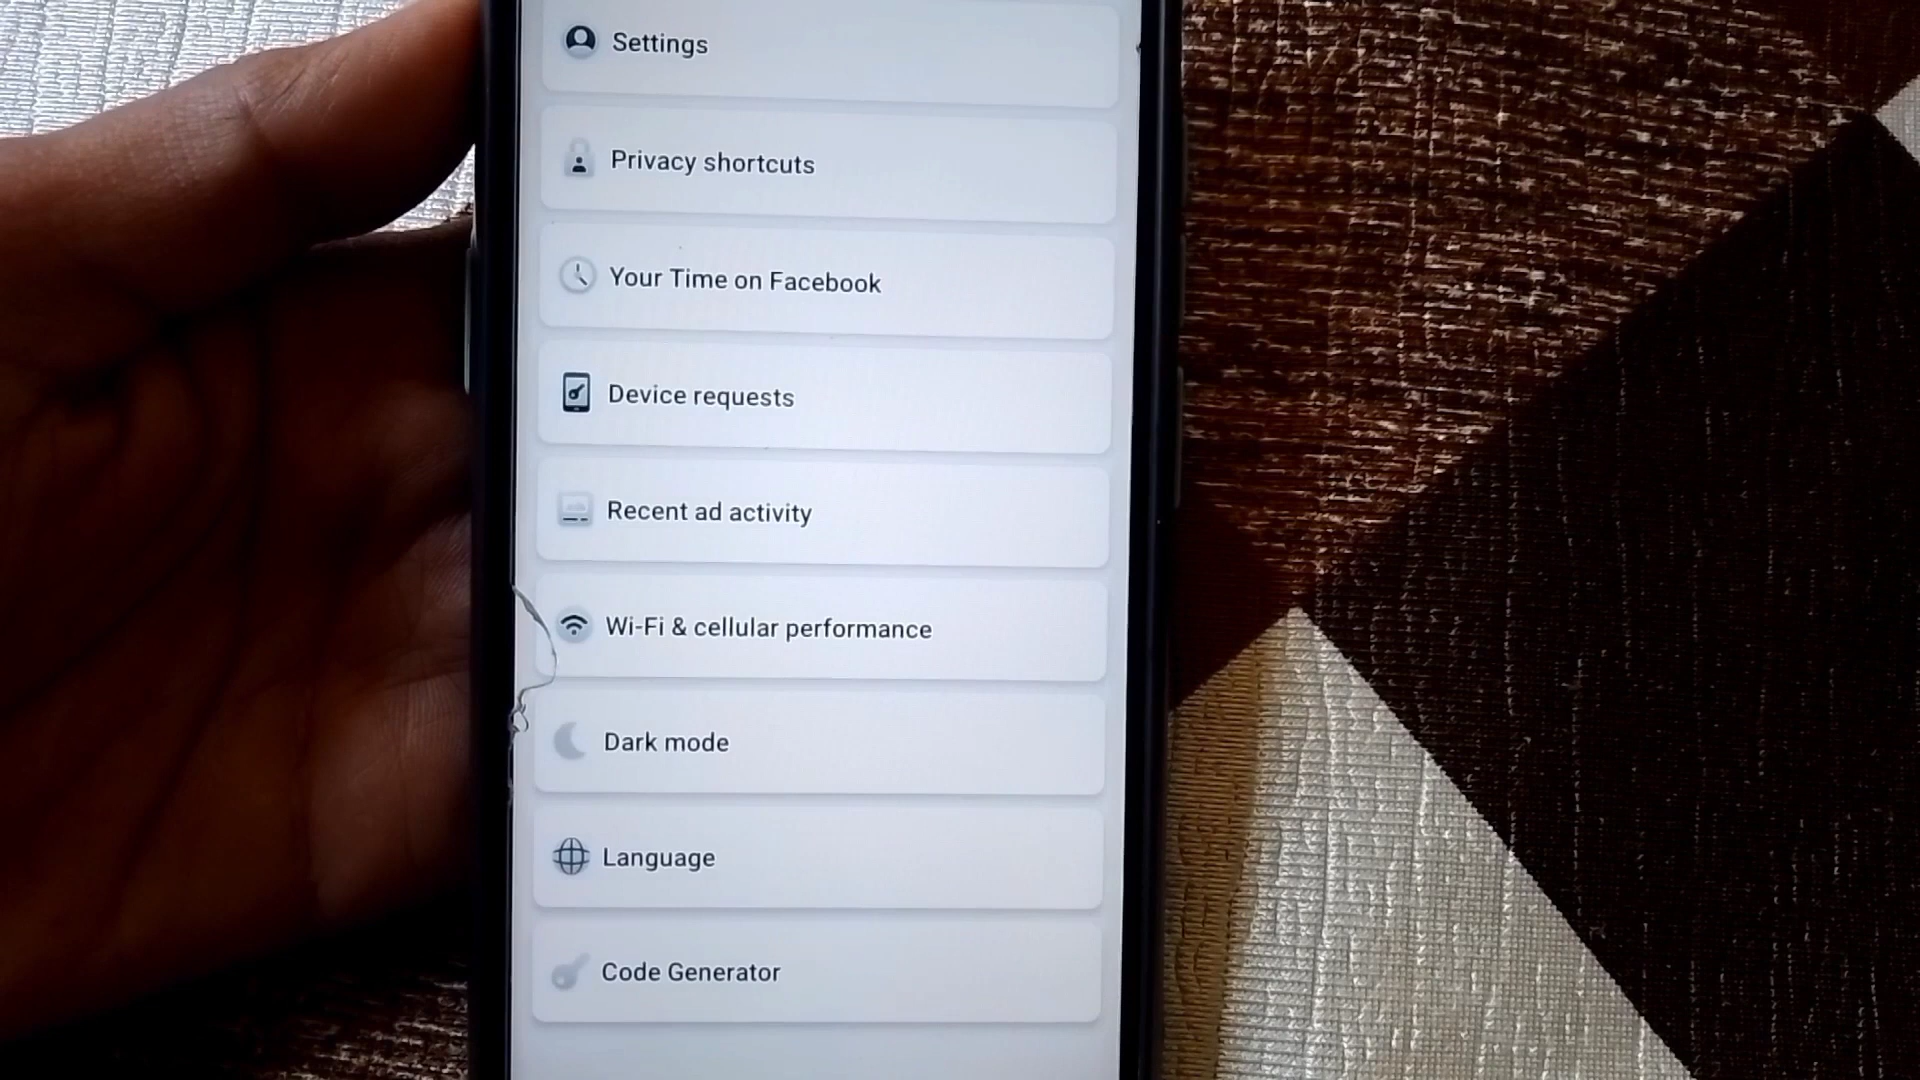 Settings
Privacy shortcuts
Your Time on Facebook
Device requests
Recent ad activity
Wi-Fi & cellular performance
Dark mode
Language
Code Generator